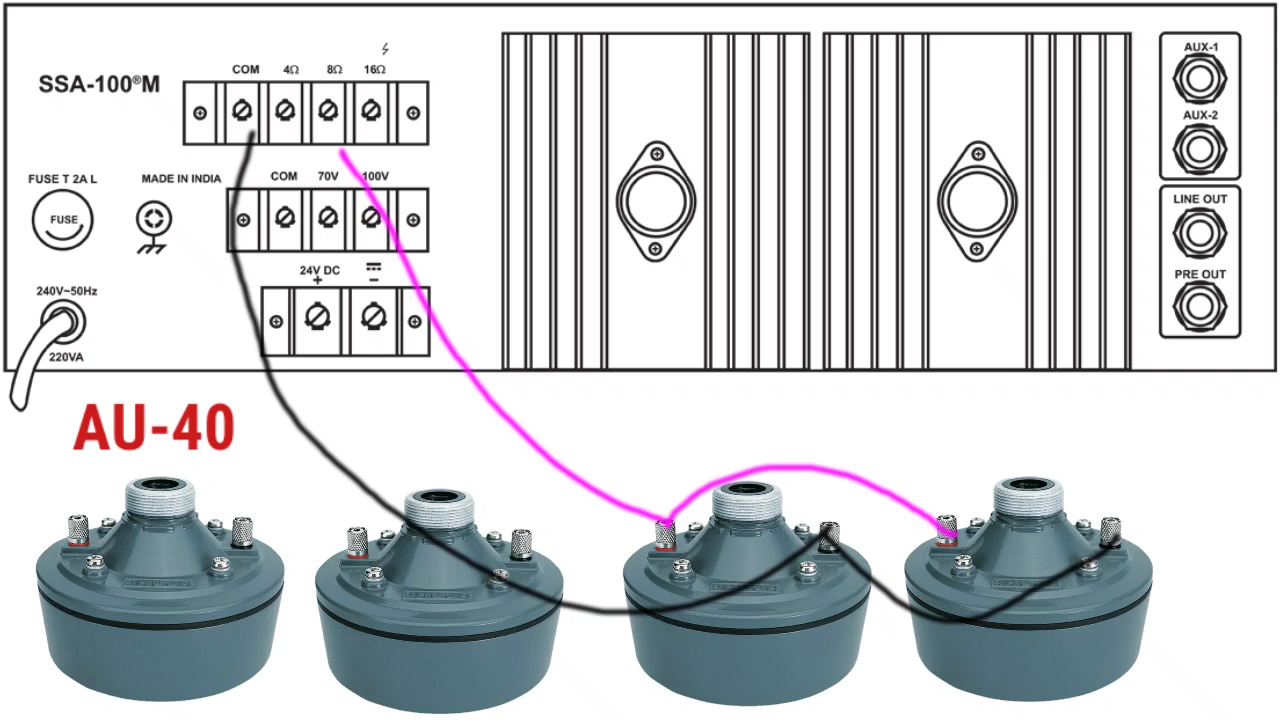 SSA-100®M
COM 4Ω 8Ω 16Ω
FUSE T 2A L
MADE IN INDIA
FUSE
COM 70V 100V
24V DC
+ −
240V~50Hz
220VA
AUX-1
AUX-2
LINE OUT
PRE OUT
AU-40